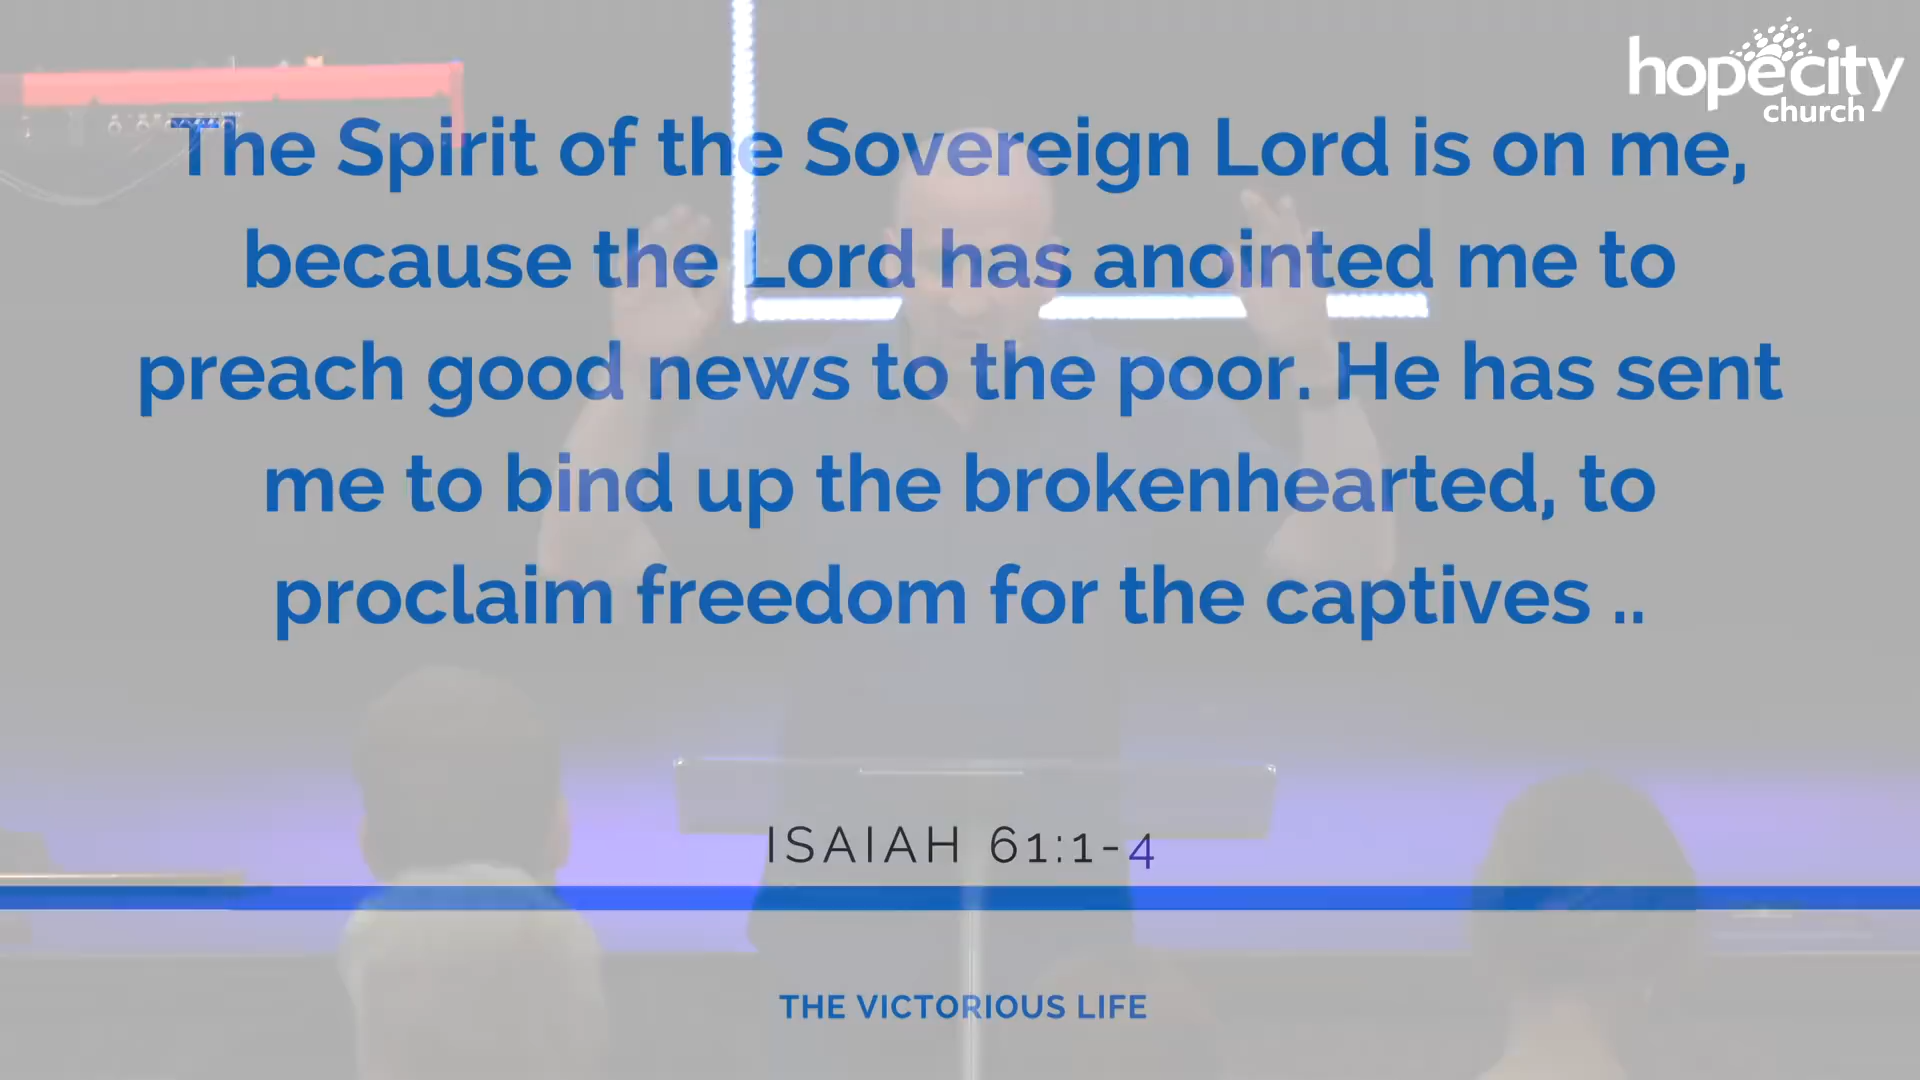 hopecity
church
The Spirit of the Sovereign Lord is on me,
because the Lord has anointed me to
preach good news to the poor. He has sent
me to bind up the brokenhearted, to
proclaim freedom for the captives ..
ISAIAH 61:1-4
THE VICTORIOUS LIFE